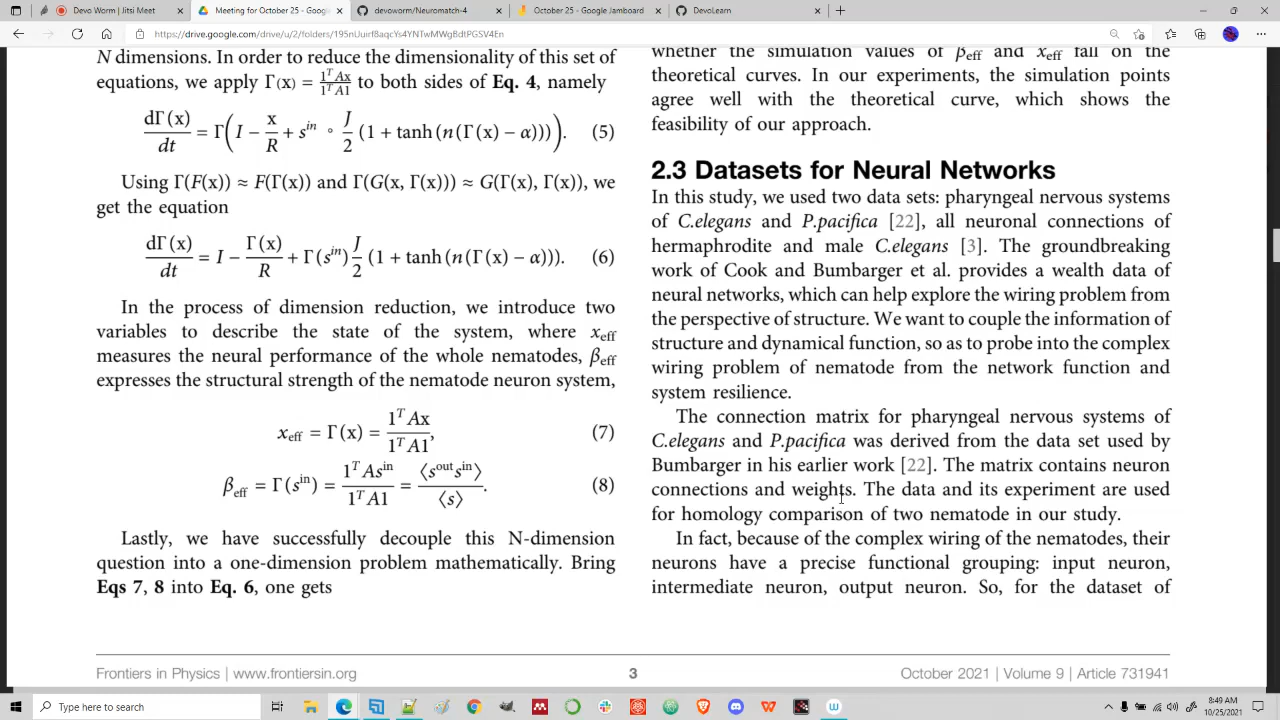 Devo Worm | Jitsi Meet
Meeting for 2021
devoworm/Neuromatch-4
October 25- Google Jamboard
DevoLearn
https://drive.google.com/drive/u/2/folders/195nUuirf8aqcYs4YNTwMWgBdtPGSV4En
N dimensions. In order to reduce the dimensionality of this set of
equations, we apply Γ(x) = 1ᵀAx/1ᵀA1 to both sides of Eq. 4, namely
dΓ(x)/dt = Γ(I − x/R + sⁱⁿ ∘ J/2 (1 + tanh(n(Γ(x) − α)))). (5)
Using Γ(F(x)) ≈ F(Γ(x)) and Γ(G(x, Γ(x))) ≈ G(Γ(x), Γ(x)), we
get the equation
dΓ(x)/dt = I − Γ(x)/R + Γ(sⁱⁿ) J/2 (1 + tanh(n(Γ(x) − α))). (6)
In the process of dimension reduction, we introduce two
variables to describe the state of the system, where xeff
measures the neural performance of the whole nematodes, βeff
expresses the structural strength of the nematode neuron system,
xeff = Γ(x) = 1ᵀAx/1ᵀA1, (7)
βeff = Γ(sⁱⁿ) = 1ᵀAsⁱⁿ/1ᵀA1 = ⟨sᵒᵘᵗsⁱⁿ⟩/⟨s⟩. (8)
Lastly, we have successfully decouple this N-dimension
question into a one-dimension problem mathematically. Bring
Eqs 7, 8 into Eq. 6, one gets
whether the simulation values of βeff and xeff fall on the
theoretical curves. In our experiments, the simulation points
agree well with the theoretical curve, which shows the
feasibility of our approach.
2.3 Datasets for Neural Networks
In this study, we used two data sets: pharyngeal nervous systems
of C.elegans and P.pacifica [22], all neuronal connections of
hermaphrodite and male C.elegans [3]. The groundbreaking
work of Cook and Bumbarger et al. provides a wealth data of
neural networks, which can help explore the wiring problem from
the perspective of structure. We want to couple the information of
structure and dynamical function, so as to probe into the complex
wiring problem of nematode from the network function and
system resilience.
The connection matrix for pharyngeal nervous systems of
C.elegans and P.pacifica was derived from the data set used by
Bumbarger in his earlier work [22]. The matrix contains neuron
connections and weights. The data and its experiment are used
for homology comparison of two nematode in our study.
In fact, because of the complex wiring of the nematodes, their
neurons have a precise functional grouping: input neuron,
intermediate neuron, output neuron. So, for the dataset of
Frontiers in Physics | www.frontiersin.org
3
October 2021 | Volume 9 | Article 731941
Type here to search
8:49 AM
10/25/2021